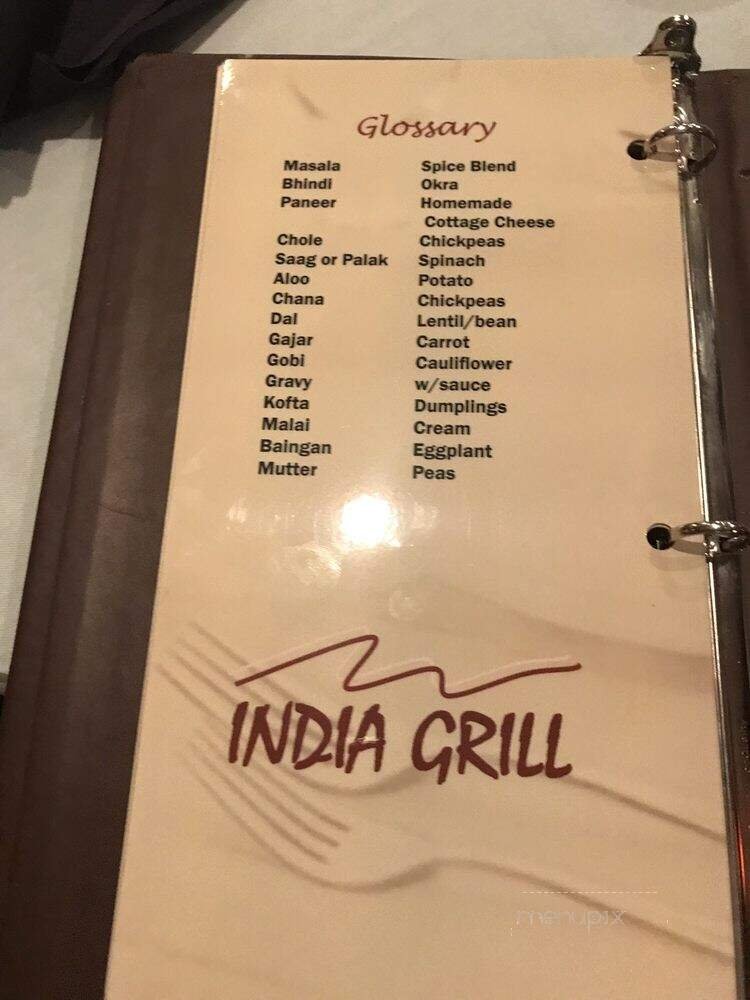 Glossary
Masala Spice Blend
Bhindi Okra
Paneer Homemade
Cottage Cheese
Chole Chickpeas
Saag or Palak Spinach
Aloo Potato
Chana Chickpeas
Dal Lentil/bean
Gajar Carrot
Gobi Cauliflower
Gravy w/sauce
Kofta Dumplings
Malai Cream
Baingan Eggplant
Mutter Peas
INDIA GRILL
menupix